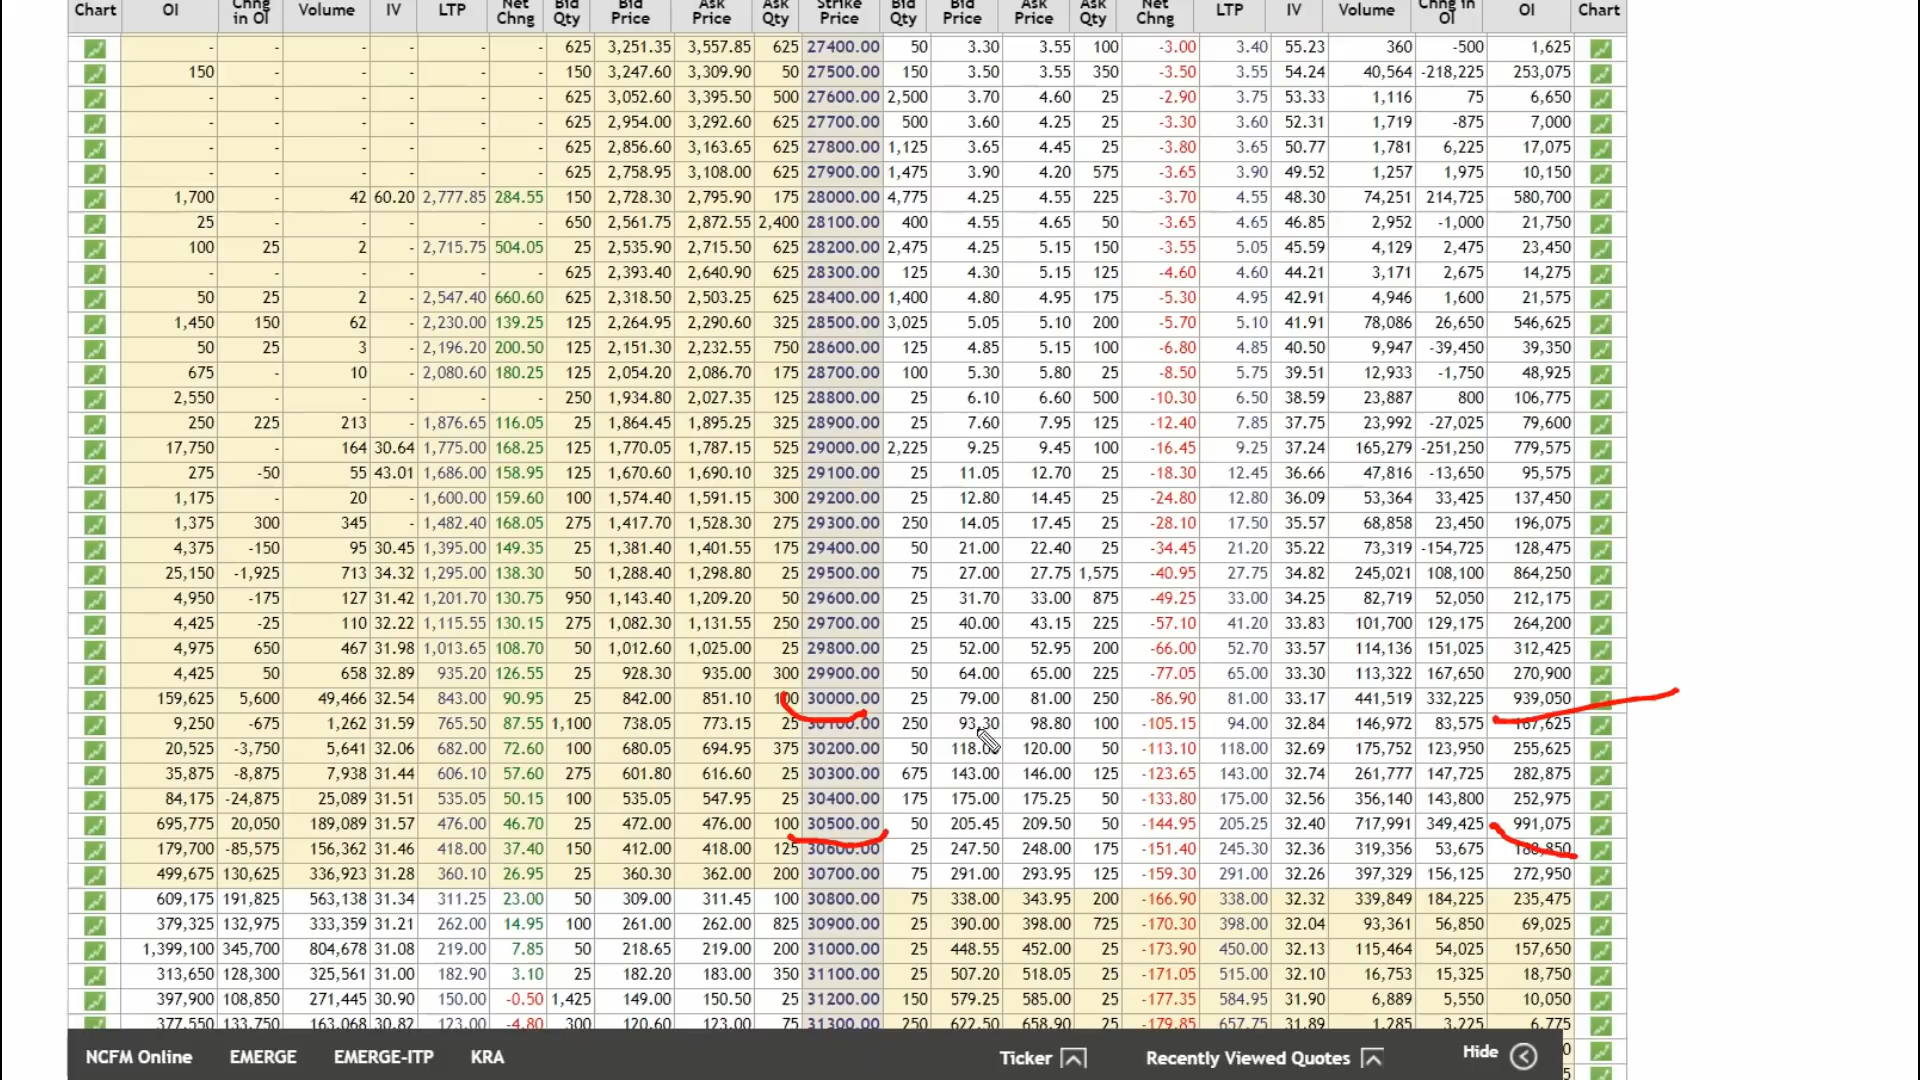 Chart OI Chng in OI Volume IV LTP Net Chng Bid Qty Bid Price Ask Price Ask Qty Strike Price Bid Qty Bid Price Ask Price Ask Qty Net Chng LTP IV Volume Chng in OI OI Chart
- - - - - - 625 3,251.35 3,557.85 625 27400.00 50 3.30 3.55 100 -3.00 3.40 55.23 360 -500 1,625
150 - - - - - 150 3,247.60 3,309.90 50 27500.00 150 3.50 3.55 350 -3.50 3.55 54.24 40,564 -218,225 253,075
- - - - - - 625 3,052.60 3,395.50 500 27600.00 2,500 3.70 4.60 25 -2.90 3.75 53.33 1,116 75 6,650
- - - - - - 625 2,954.00 3,292.60 625 27700.00 500 3.60 4.25 25 -3.30 3.60 52.31 1,719 -875 7,000
- - - - - - 625 2,856.60 3,163.65 625 27800.00 1,125 3.65 4.45 25 -3.80 3.65 50.77 1,781 6,225 17,075
- - - - - - 625 2,758.95 3,108.00 625 27900.00 1,475 3.90 4.20 575 -3.65 3.90 49.52 1,257 1,975 10,150
1,700 - 42 60.20 2,777.85 284.55 150 2,728.30 2,795.90 175 28000.00 4,775 4.25 4.55 225 -3.70 4.55 48.30 74,251 214,725 580,700
25 - - - - - 650 2,561.75 2,872.55 2,400 28100.00 400 4.55 4.65 50 -3.65 4.65 46.85 2,952 -1,000 21,750
100 25 2 - 2,715.75 504.05 25 2,535.90 2,715.50 625 28200.00 2,475 4.25 5.15 150 -3.55 5.05 45.59 4,129 2,475 23,450
- - - - - - 625 2,393.40 2,640.90 625 28300.00 125 4.30 5.15 125 -4.60 4.60 44.21 3,171 2,675 14,275
50 25 2 - 2,547.40 660.60 625 2,318.50 2,503.25 625 28400.00 1,400 4.80 4.95 175 -5.30 4.95 42.91 4,946 1,600 21,575
1,450 150 62 - 2,230.00 139.25 125 2,264.95 2,290.60 325 28500.00 3,025 5.05 5.10 200 -5.70 5.10 41.91 78,086 26,650 546,625
50 25 3 - 2,196.20 200.50 125 2,151.30 2,232.55 750 28600.00 125 4.85 5.15 100 -6.80 4.85 40.50 9,947 -39,450 39,350
675 - 10 - 2,080.60 180.25 125 2,054.20 2,086.70 175 28700.00 100 5.30 5.80 25 -8.50 5.75 39.51 12,933 -1,750 48,925
2,550 - - - - - 250 1,934.80 2,027.35 125 28800.00 25 6.10 6.60 500 -10.30 6.50 38.59 23,887 800 106,775
250 225 213 - 1,876.65 116.05 25 1,864.45 1,895.25 325 28900.00 25 7.60 7.95 125 -12.40 7.85 37.75 23,992 -27,025 79,600
17,750 - 164 30.64 1,775.00 168.25 125 1,770.05 1,787.15 525 29000.00 2,225 9.25 9.45 100 -16.45 9.25 37.24 165,279 -251,250 779,575
275 -50 55 43.01 1,686.00 158.95 125 1,670.60 1,690.10 325 29100.00 25 11.05 12.70 25 -18.30 12.45 36.66 47,816 -13,650 95,575
1,175 - 20 - 1,600.00 159.60 100 1,574.40 1,591.15 300 29200.00 25 12.80 14.45 25 -24.80 12.80 36.09 53,364 33,425 137,450
1,375 300 345 - 1,482.40 168.05 275 1,417.70 1,528.30 275 29300.00 250 14.05 17.45 25 -28.10 17.50 35.57 68,858 23,450 196,075
4,375 -150 95 30.45 1,395.00 149.35 25 1,381.40 1,401.55 175 29400.00 50 21.00 22.40 25 -34.45 21.20 35.22 73,319 -154,725 128,475
25,150 -1,925 713 34.32 1,295.00 138.30 50 1,288.40 1,298.80 25 29500.00 75 27.00 27.75 1,575 -40.95 27.75 34.82 245,021 108,100 864,250
4,950 -175 127 31.42 1,201.70 130.75 950 1,143.40 1,209.20 50 29600.00 25 31.70 33.00 875 -49.25 33.00 34.25 82,719 52,050 212,175
4,425 -25 110 32.22 1,115.55 130.15 275 1,082.30 1,131.55 250 29700.00 25 40.00 43.15 225 -57.10 41.20 33.83 101,700 129,175 264,200
4,975 650 467 31.98 1,013.65 108.70 50 1,012.60 1,025.00 25 29800.00 25 52.00 52.95 200 -66.00 52.70 33.57 114,136 151,025 312,425
4,425 50 658 32.89 935.20 126.55 25 928.30 935.00 300 29900.00 50 64.00 65.00 225 -77.05 65.00 33.30 113,322 167,650 270,900
159,625 5,600 49,466 32.54 843.00 90.95 25 842.00 851.10 100 30000.00 25 79.00 81.00 250 -86.90 81.00 33.17 441,519 332,225 939,050
9,250 -675 1,262 31.59 765.50 87.55 1,100 738.05 773.15 25 30100.00 250 93.30 98.80 100 -105.15 94.00 32.84 146,972 83,575 167,625
20,525 -3,750 5,641 32.06 682.00 72.60 100 680.05 694.95 375 30200.00 50 118.00 120.00 50 -113.10 118.00 32.69 175,752 123,950 255,625
35,875 -8,875 7,938 31.44 606.10 57.60 275 601.80 616.60 25 30300.00 675 143.00 146.00 125 -123.65 143.00 32.74 261,777 147,725 282,875
84,175 -24,875 25,089 31.51 535.05 50.15 100 535.05 547.95 25 30400.00 175 175.00 175.25 50 -133.80 175.00 32.56 356,140 143,800 252,975
695,775 20,050 189,089 31.57 476.00 46.70 25 472.00 476.00 100 30500.00 50 205.45 209.50 50 -144.95 205.25 32.40 717,991 349,425 991,075
179,700 -85,575 156,362 31.46 418.00 37.40 150 412.00 418.00 125 30600.00 25 247.50 248.00 175 -151.40 245.30 32.36 319,356 53,675 188,850
499,675 130,625 336,923 31.28 360.10 26.95 25 360.30 362.00 200 30700.00 75 291.00 293.95 125 -159.30 291.00 32.26 397,329 156,125 272,950
609,175 191,825 563,138 31.34 311.25 23.00 50 309.00 311.45 100 30800.00 75 338.00 343.95 200 -166.90 338.00 32.32 339,849 184,225 235,475
379,325 132,975 333,359 31.21 262.00 14.95 100 261.00 262.00 825 30900.00 25 390.00 398.00 725 -170.30 398.00 32.04 93,361 56,850 69,025
1,399,100 345,700 804,678 31.08 219.00 7.85 50 218.65 219.00 200 31000.00 25 448.55 452.00 25 -173.90 450.00 32.13 115,464 54,025 157,650
313,650 128,300 325,561 31.00 182.90 3.10 25 182.20 183.00 350 31100.00 25 507.20 518.05 25 -171.05 515.00 32.10 16,753 15,325 18,750
397,900 108,850 271,445 30.90 150.00 -0.50 1,425 149.00 150.50 25 31200.00 150 579.25 585.00 25 -177.35 584.95 31.90 6,889 5,550 10,050
377,550 133,750 163,068 30.82 123.00 -4.80 300 120.60 123.00 75 31300.00 250 622.50 658.90 25 -179.85 657.75 31.89 1,285 3,225 6,775
NCFM Online EMERGE EMERGE-ITP KRA Ticker Recently Viewed Quotes Hide